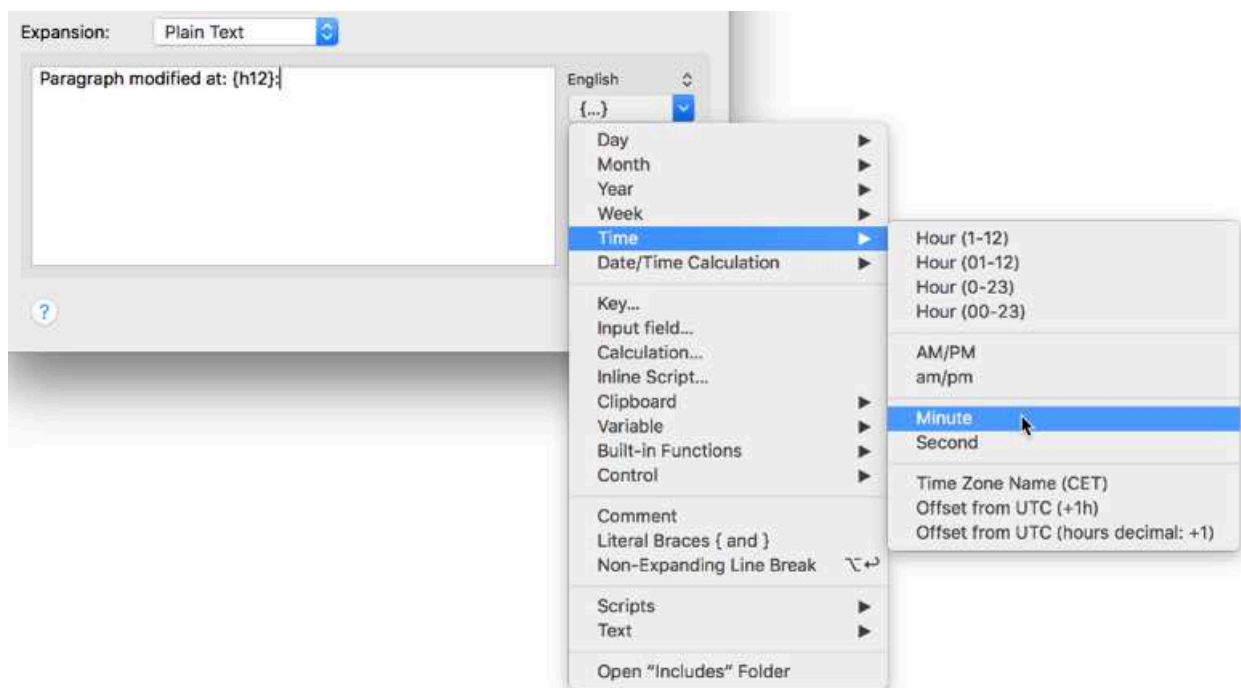 Expansion: Plain Text
Paragraph modified at: {h12}:
English
{...}
Day
Month
Year
Week
Time
Date/Time Calculation
Key...
Input field...
Calculation...
Inline Script...
Clipboard
Variable
Built-in Functions
Control
Comment
Literal Braces { and }
Non-Expanding Line Break ⌥↩
Scripts
Text
Open “Includes” Folder
Hour (1-12)
Hour (01-12)
Hour (0-23)
Hour (00-23)
AM/PM
am/pm
Minute
Second
Time Zone Name (CET)
Offset from UTC (+1h)
Offset from UTC (hours decimal: +1)
?